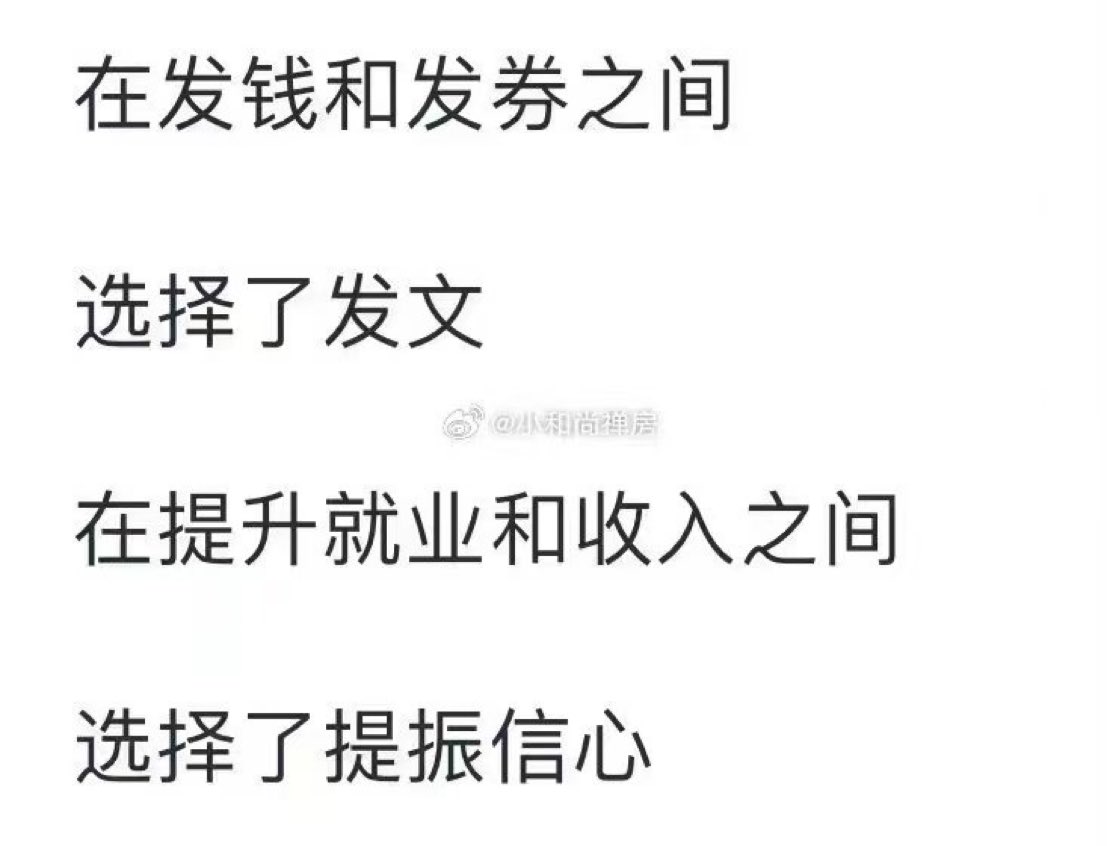 在发钱和发券之间
选择了发文
@小和尚禅房
在提升就业和收入之间
选择了提振信心